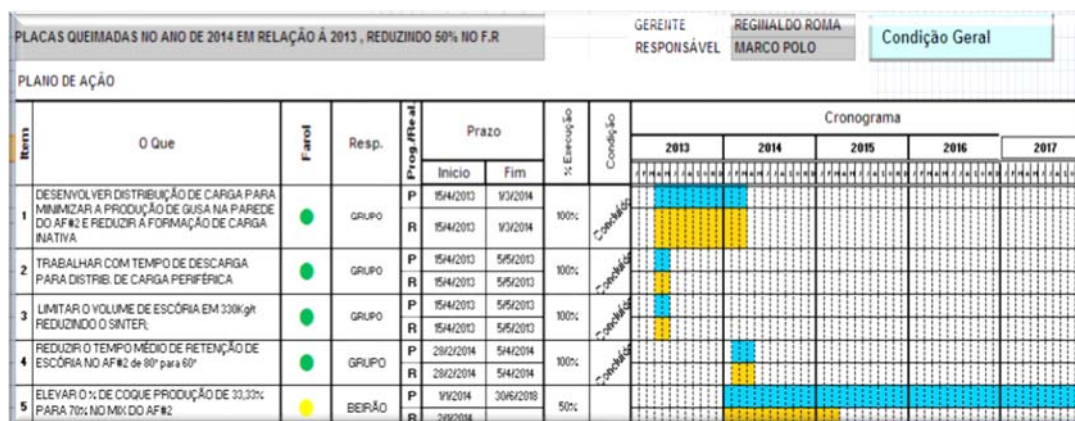 GERENTE REGINALDO ROMA
PLACAS QUEIMADAS NO ANO DE 2014 EM RELAÇÃO Á 2013 , REDUZINDO 50% NO F.R
Condição Geral
RESPONSÁVEL MARCO POLO
PLANO DE AÇÃO
Item
O Que
Farol
Resp.
Prog./Real.
Prazo
Inicio Fim
% Execução
Condição
Cronograma
2013 2014 2015 2016 2017
1
DESENVOLVER DISTRIBUIÇÃO DE CARGA PARA
MINIMIZAR A PRODUÇÃO DE GUSA NA PAREDE
DO AF#2 E REDUZIR A FORMAÇÃO DE CARGA
INATIVA
GRUPO
P 15/4/2013 1/3/2014
R 15/4/2013 1/3/2014
100%
Concluído
2
TRABALHAR COM TEMPO DE DESCARGA
PARA DISTRIB. DE CARGA PERIFÉRICA
GRUPO
P 15/4/2013 5/5/2013
R 15/4/2013 5/5/2013
100%
Concluído
3
LIMITAR O VOLUME DE ESCÓRIA EM 330Kg/t
REDUZINDO O SINTER;
GRUPO
P 15/4/2013 5/5/2013
R 15/4/2013 5/5/2013
100%
Concluído
4
REDUZIR O TEMPO MÉDIO DE RETENÇÃO DE
ESCÓRIA NO AF#2 de 80" para 60"
GRUPO
P 28/2/2014 5/4/2014
R 28/2/2014 5/4/2014
100%
Concluído
5
ELEVAR O % DE COQUE PRODUÇÃO DE 33,33%
PARA 70% NO MIX DO AF#2
BEIRÃO
P 1/1/2014 30/6/2018
R
50%